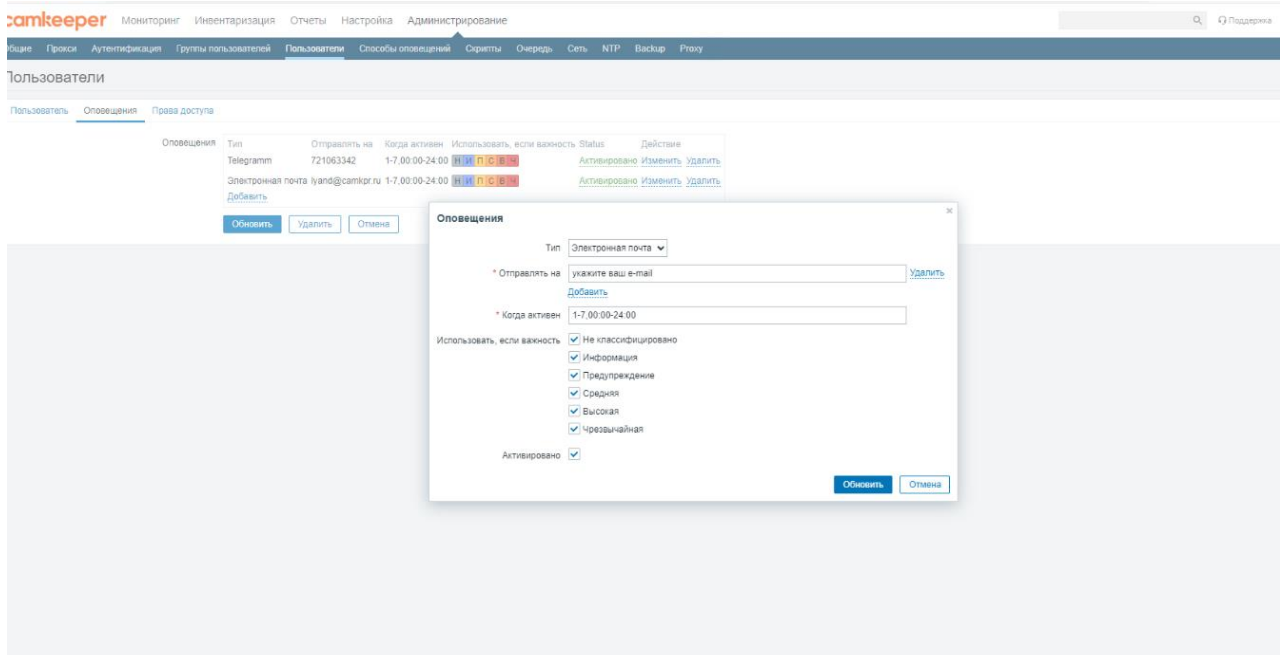 camkeeper Мониторинг Инвентаризация Отчеты Настройка Администрирование Поддержка
Общие Прокси Аутентификация Группы пользователей Пользователи Способы оповещений Скрипты Очередь Сеть NTP Backup Proxy
Пользователи
Пользователь Оповещения Права доступа
Оповещения Тип Отправлять на Когда активен Использовать, если важность Status Действие
Telegramm 721063342 1-7,00:00-24:00 Н И П С В Ч Активировано Изменить Удалить
Электронная почта lyand@camkpr.ru 1-7,00:00-24:00 Н И П С В Ч Активировано Изменить Удалить
Добавить
Обновить Удалить Отмена
Оповещения
Тип Электронная почта
* Отправлять на укажите ваш e-mail Удалить
Добавить
* Когда активен 1-7,00:00-24:00
Использовать, если важность Не классифицировано
Информация
Предупреждение
Средняя
Высокая
Чрезвычайная
Активировано
Обновить Отмена